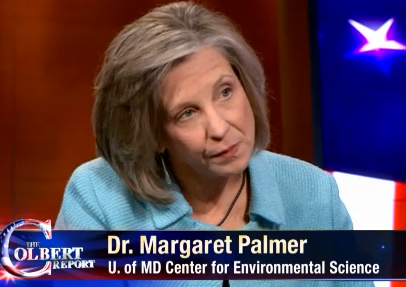 Dr. Margaret Palmer
U. of MD Center for Environmental Science
THE
COLBERT
REPORT